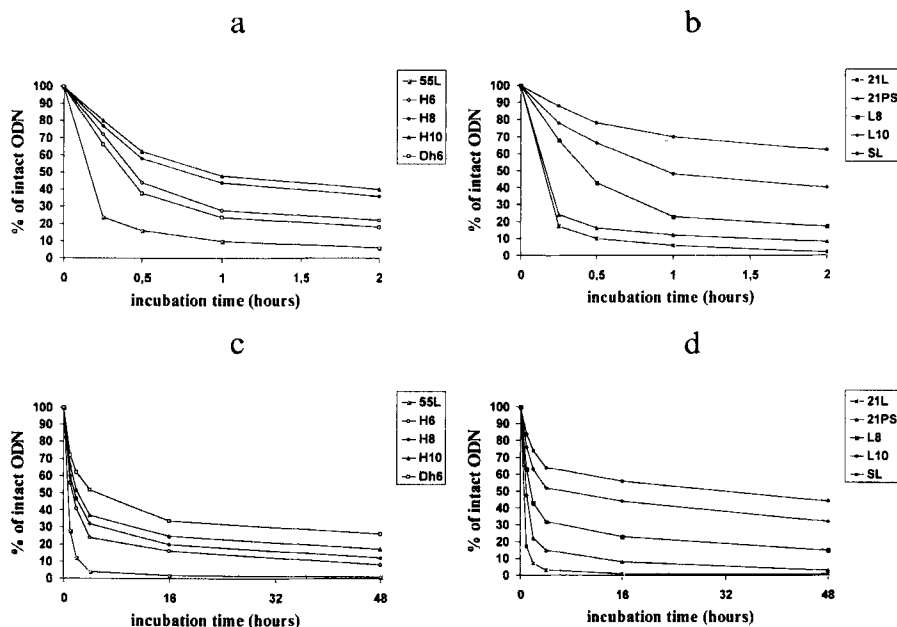 a
100
90
80
70
60
50
40
30
20
10
0
% of intact ODN
0 0,5 1 2
incubation time (hours)
55L
H6
H8
H10
Dh6
b
100
90
80
70
60
50
40
30
20
10
0
% of intact ODN
0 0,5 1 1,5 2
incubation time (hours)
21L
21PS
L8
L10
SL
c
100
90
80
70
60
50
40
30
20
10
0
% of intact ODN
0 16 32 48
incubation time (hours)
55L
H6
H8
H10
Dh6
d
100
90
80
70
60
50
40
30
20
10
0
% of intact ODN
0 16 32 48
incubation time (hours)
21L
21PS
L8
L10
SL